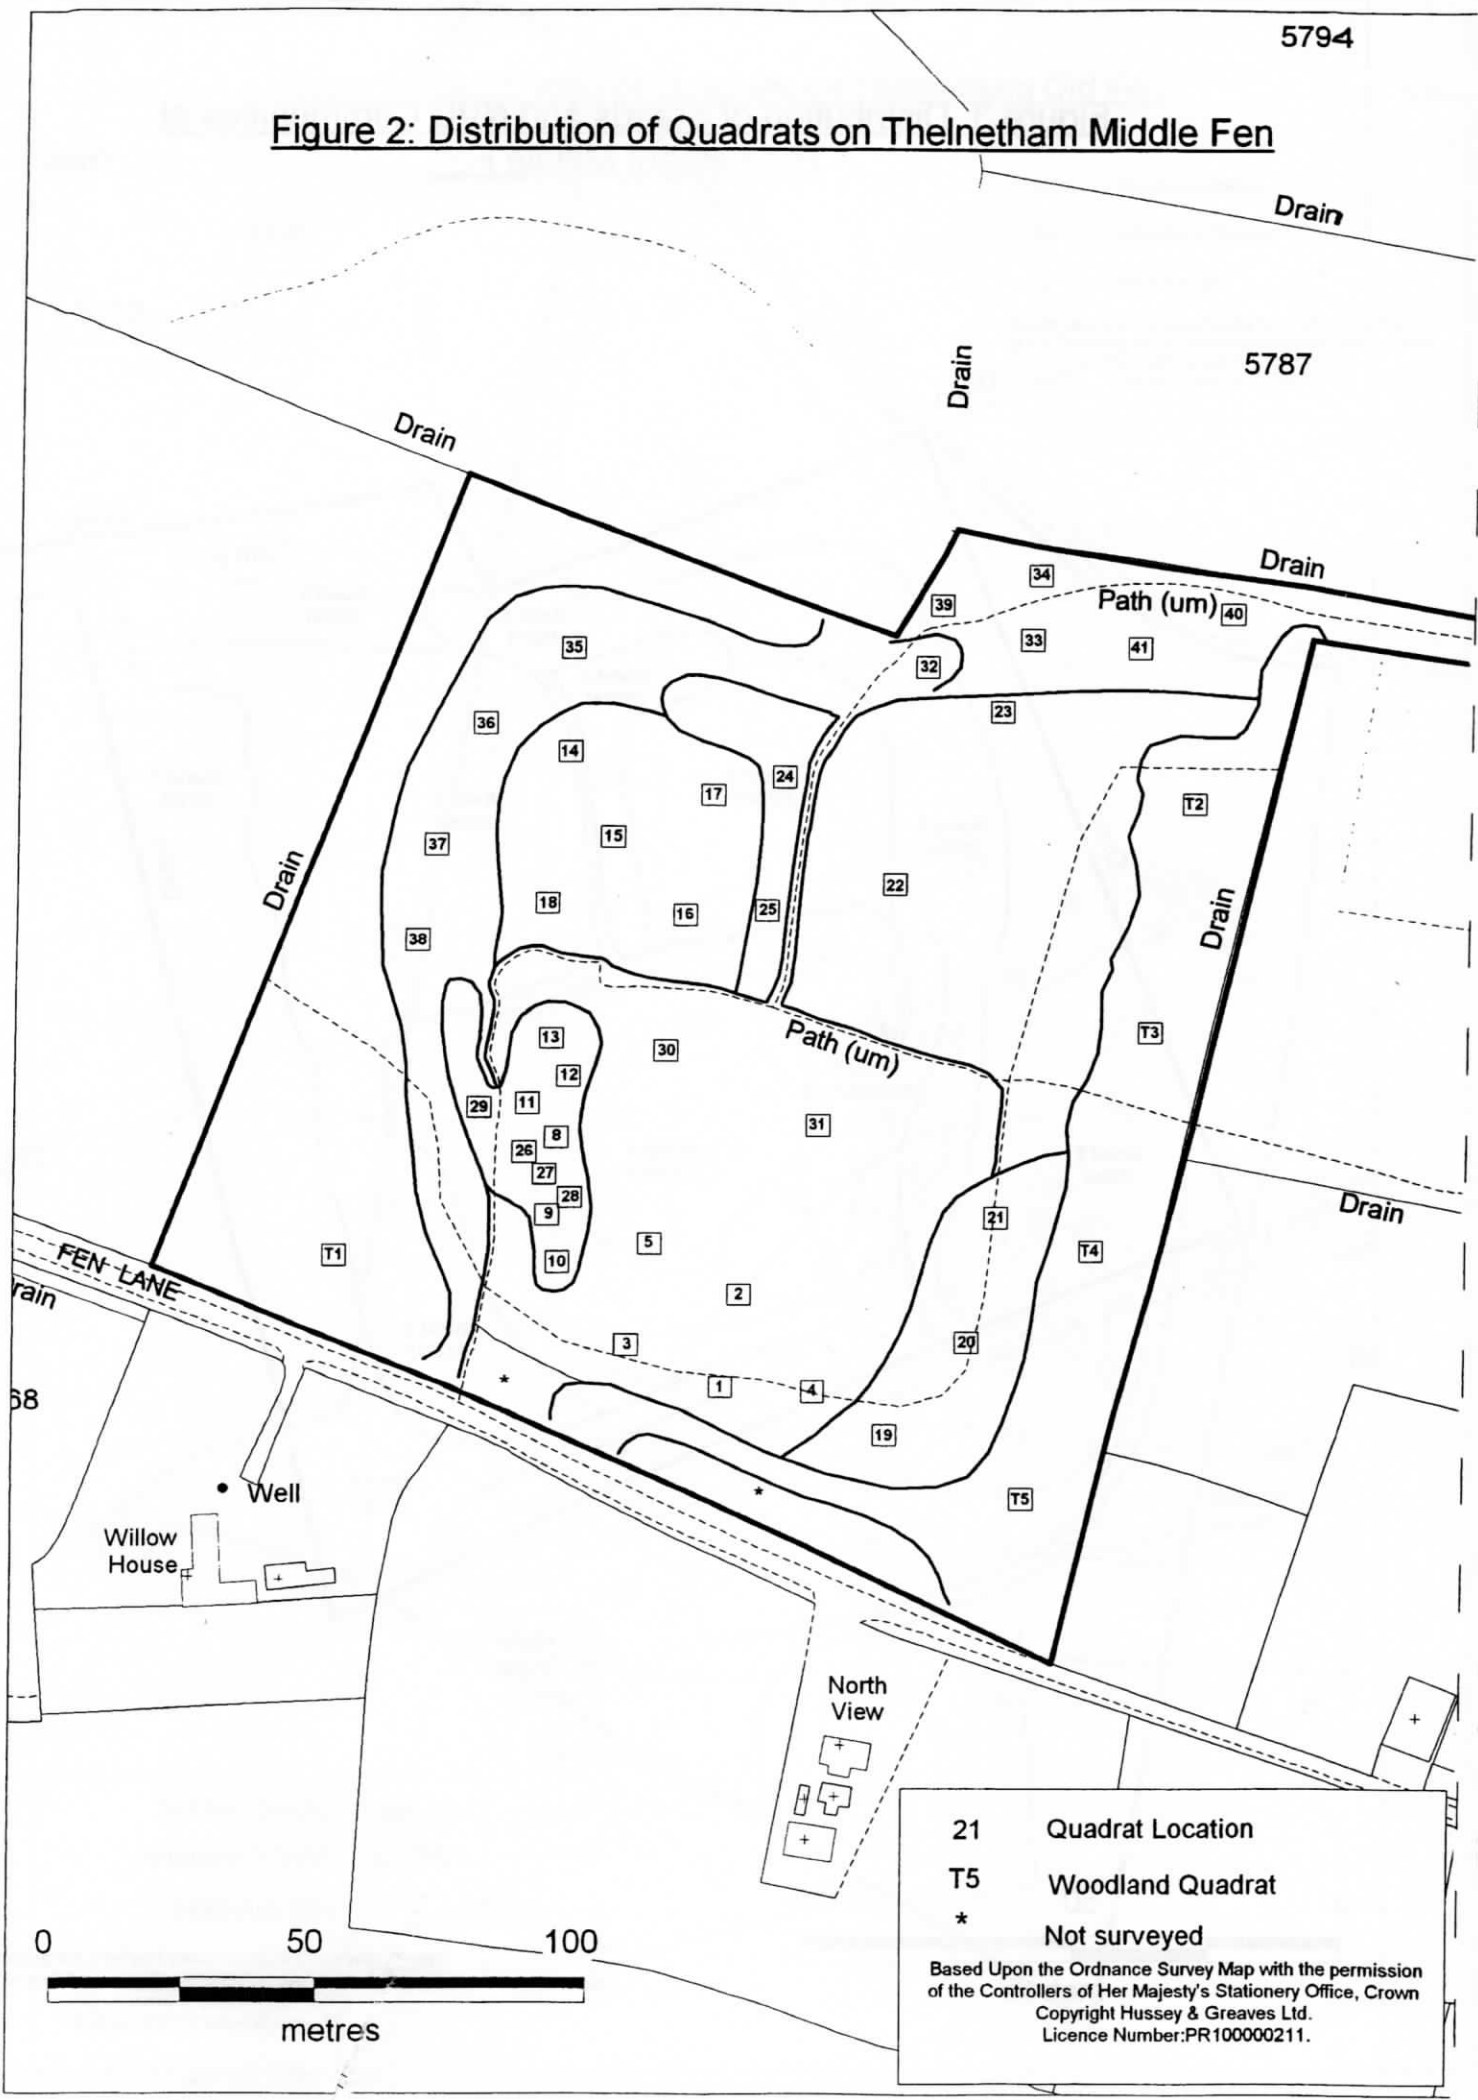 5794
Figure 2: Distribution of Quadrats on Thelnetham Middle Fen
Drain
Drain
5787
Drain
Drain
34
39
Path (um)
40
33
41
35
32
23
36
14
24
17
T2
15
37
22
18
16
25
Drain
Drain
38
T3
13
30
Path (um)
12
11
29
31
8
26
27
28
9
21
Drain
5
T4
T1
10
FEN LANE
rain
2
3
20
*
1
4
68
19
*
T5
Well
Willow
House
North
View
21 Quadrat Location
T5 Woodland Quadrat
* Not surveyed
Based Upon the Ordnance Survey Map with the permission
of the Controllers of Her Majesty's Stationery Office, Crown
Copyright Hussey & Greaves Ltd.
Licence Number:PR100000211.
0 50 100
metres